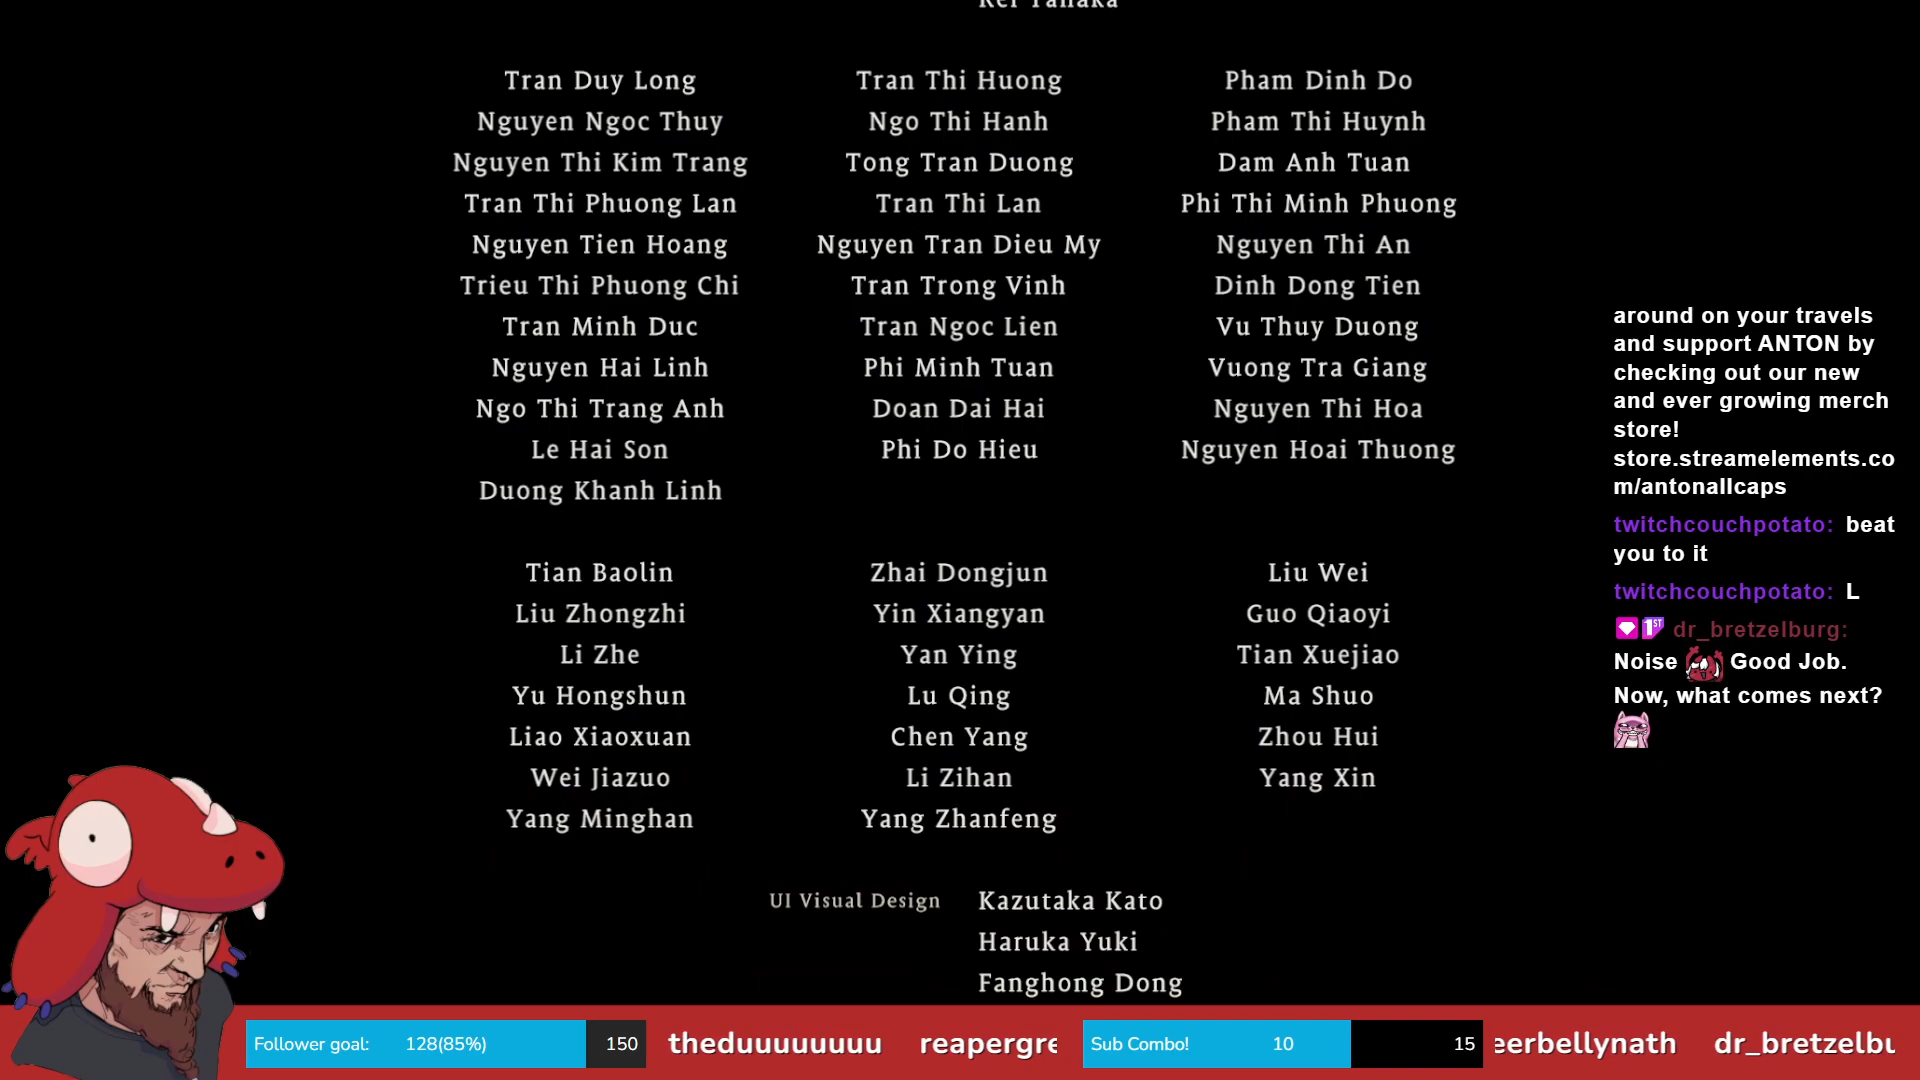 Rei Tanaka
Tran Duy Long Tran Thi Huong Pham Dinh Do
Nguyen Ngoc Thuy Ngo Thi Hanh Pham Thi Huynh
Nguyen Thi Kim Trang Tong Tran Duong Dam Anh Tuan
Tran Thi Phuong Lan Tran Thi Lan Phi Thi Minh Phuong
Nguyen Tien Hoang Nguyen Tran Dieu My Nguyen Thi An
Trieu Thi Phuong Chi Tran Trong Vinh Dinh Dong Tien
Tran Minh Duc Tran Ngoc Lien Vu Thuy Duong
Nguyen Hai Linh Phi Minh Tuan Vuong Tra Giang
Ngo Thi Trang Anh Doan Dai Hai Nguyen Thi Hoa
Le Hai Son Phi Do Hieu Nguyen Hoai Thuong
Duong Khanh Linh
Tian Baolin Zhai Dongjun Liu Wei
Liu Zhongzhi Yin Xiangyan Guo Qiaoyi
Li Zhe Yan Ying Tian Xuejiao
Yu Hongshun Lu Qing Ma Shuo
Liao Xiaoxuan Chen Yang Zhou Hui
Wei Jiazuo Li Zihan Yang Xin
Yang Minghan Yang Zhanfeng
UI Visual Design Kazutaka Kato
Haruka Yuki
Fanghong Dong
around on your travels
and support ANTON by
checking out our new
and ever growing merch
store!
store.streamelements.co
m/antonallcaps
twitchcouchpotato: beat
you to it
twitchcouchpotato: L
1ST dr_bretzelburg:
Noise Good Job.
Now, what comes next?
Follower goal: 128(85%) 150 theduuuuuuuu reapergre Sub Combo! 10 15 eerbellynath dr_bretzelbu